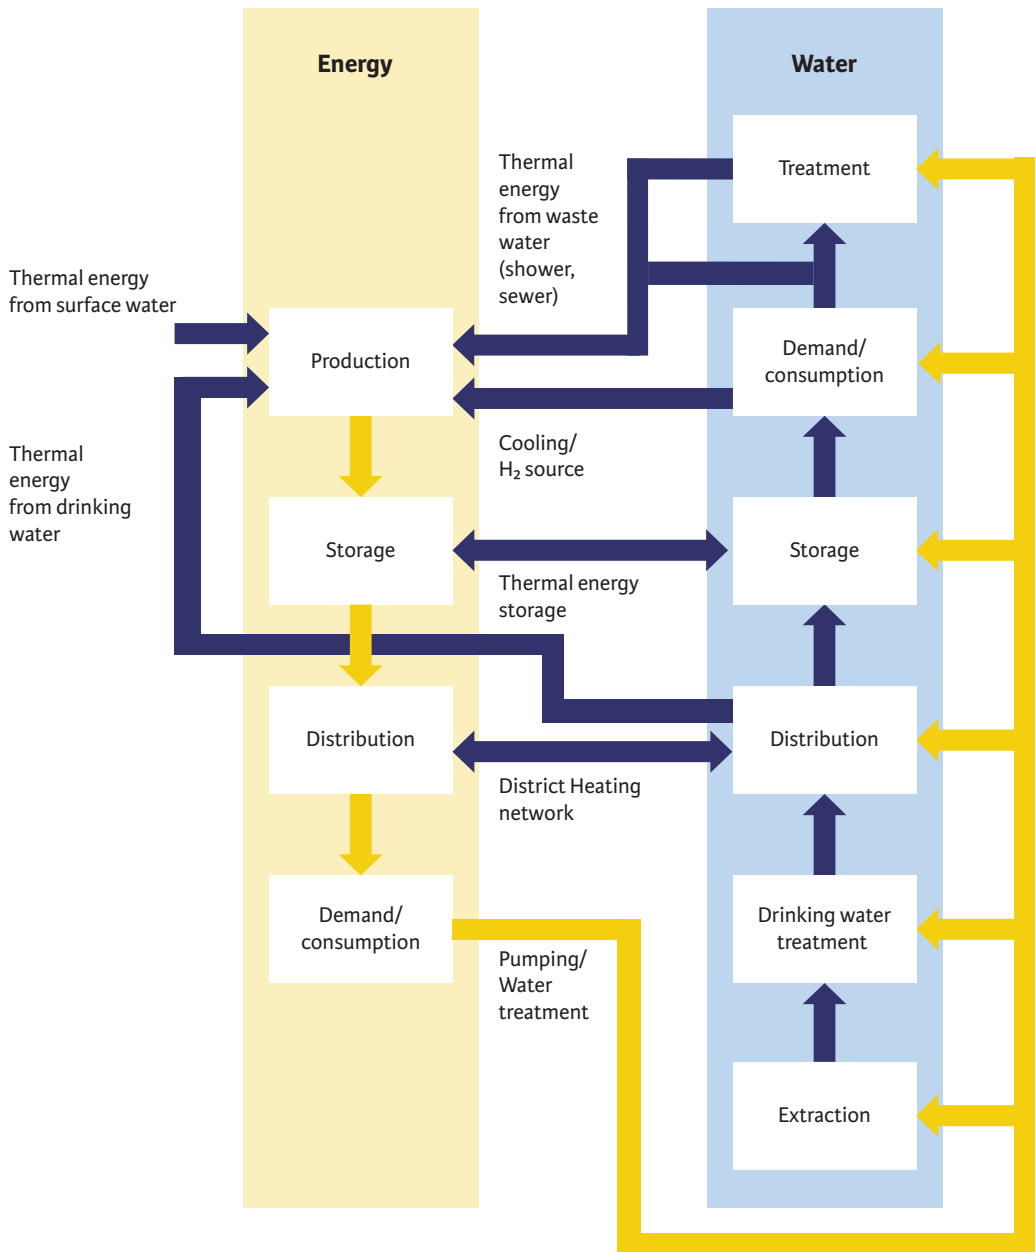 Energy
Water
Treatment
Thermal
energy
from waste
water
(shower,
sewer)
Thermal energy
from surface water
Production
Demand/
consumption
Cooling/
H₂ source
Thermal
energy
from drinking
water
Storage
Storage
Thermal energy
storage
Distribution
Distribution
District Heating
network
Demand/
consumption
Drinking water
treatment
Pumping/
Water
treatment
Extraction